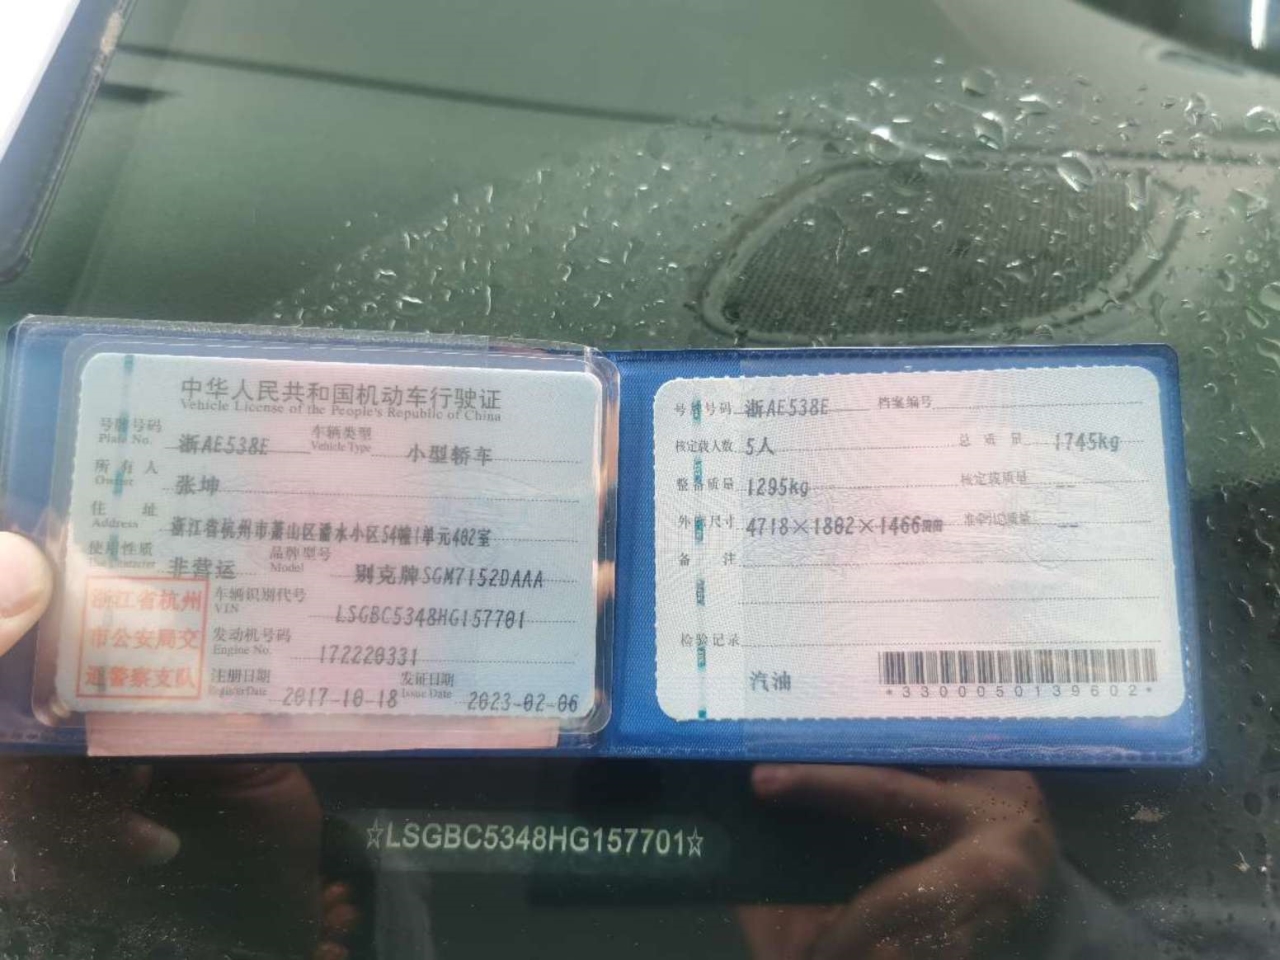 中华人民共和国机动车行驶证
Vehicle License of the People's Republic of China
号牌号码 浙AE538E 车辆类型 小型轿车
Plate No. Vehicle Type
所有人 张坤
Owner
住址 浙江省杭州市萧山区潘水小区54幢1单元402室
Address
使用性质 非营运 品牌型号 别克牌SGM7152DAAA
Use Character Model
浙江省杭州
市公安局交
通警察支队
车辆识别代号 LSGBC5348HG157701
VIN
发动机号码 172220331
Engine No.
注册日期 2017-10-18 发证日期 2023-02-06
Register Date Issue Date
号牌号码 浙AE538E 档案编号
核定载人数 5人 总质量 1745kg
整备质量 1295kg 核定载质量 --
外廓尺寸 4718×1802×1466mm 准牵引总质量 --
备注
检验记录
汽油
*3300050139602*
☆LSGBC5348HG157701☆